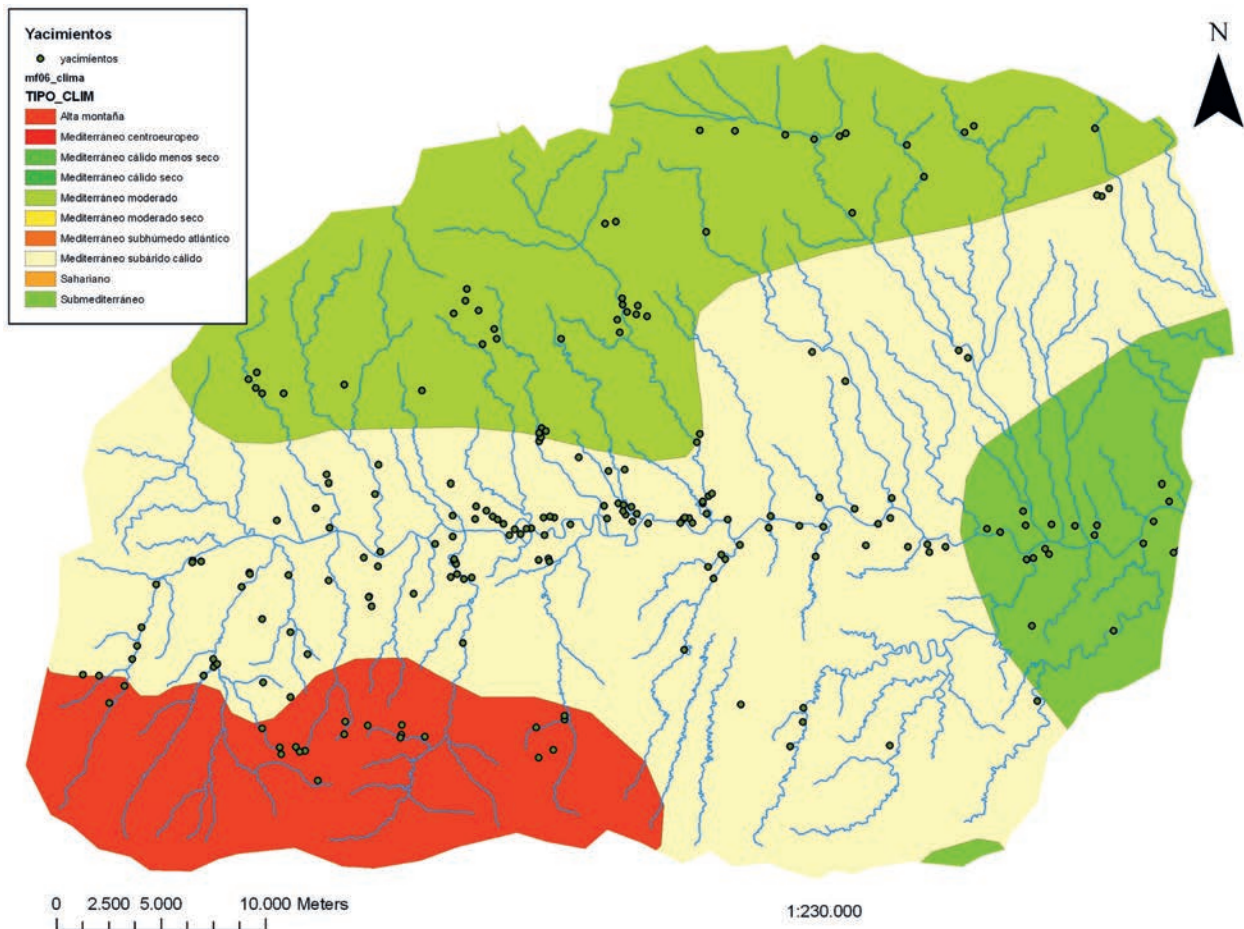 Yacimientos
yacimientos
mf06_clima
TIPO_CLIM
Alta montaña
Mediterráneo centroeuropeo
Mediterráneo cálido menos seco
Mediterráneo cálido seco
Mediterráneo moderado
Mediterráneo moderado seco
Mediterráneo subhúmedo atlántico
Mediterráneo subárido cálido
Sahariano
Submediterráneo
N
0 2.500 5.000 10.000 Meters
1:230.000